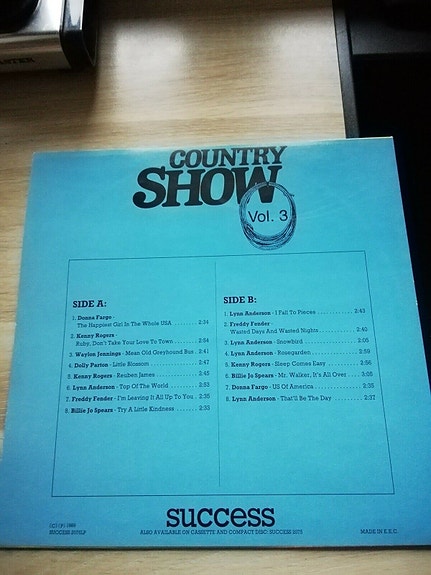 ASTER
COUNTRY
SHOW
Vol. 3
SIDE A:
1. Donna Fargo -
The Happiest Girl In The Whole USA ......... 2:34
2. Kenny Rogers -
Ruby, Don't Take Your Love To Town ....... 2:54
3. Waylon Jennings - Mean Old Greyhound Bus . 2:41
4. Dolly Parton - Little Blossom ............... 2:47
5. Kenny Rogers - Reuben James ............. 2:45
6. Lynn Anderson - Top Of The World ......... 2:53
7. Freddy Fender - I'm Leaving It All Up To You . 2:35
8. Billie Jo Spears - Try A Little Kindness ........ 2:33
SIDE B:
1. Lynn Anderson - I Fall To Pieces ............ 2:43
2. Freddy Fender -
Wasted Days And Wasted Nights ............ 2:40
3. Lynn Anderson - Snowbird ................ 2:05
4. Lynn Anderson - Rosegarden .............. 2:59
5. Kenny Rogers - Sleep Comes Easy .......... 2:56
6. Billie Jo Spears - Mr. Walker, It's All Over .... 3:05
7. Donna Fargo - US Of America .............. 2:35
8. Lynn Anderson - That'll Be The Day ......... 2:37
success
ALSO AVAILABLE ON CASSETTE AND COMPACT DISC: SUCCESS 2075
MADE IN E.E.C.